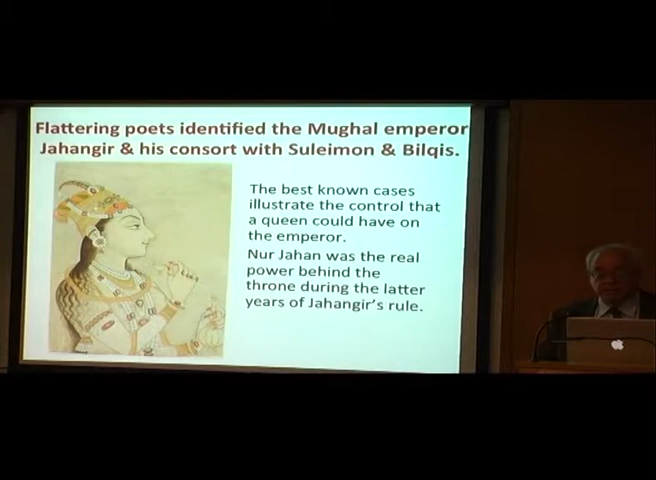 Flattering poets identified the Mughal emperor
Jahangir & his consort with Suleimon & Bilqis.
The best known cases
illustrate the control that
a queen could have on
the emperor.
Nur Jahan was the real
power behind the
throne during the latter
years of Jahangir's rule.